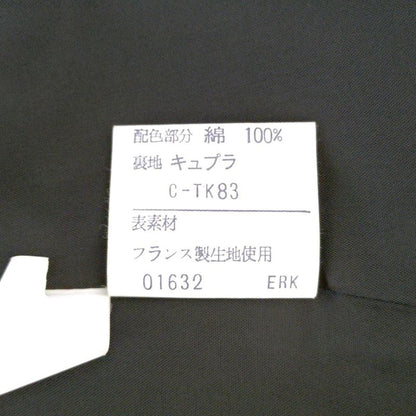 配色部分 綿 100%
裏地 キュプラ
C-TK83
表素材
フランス製生地使用
01632 ERK